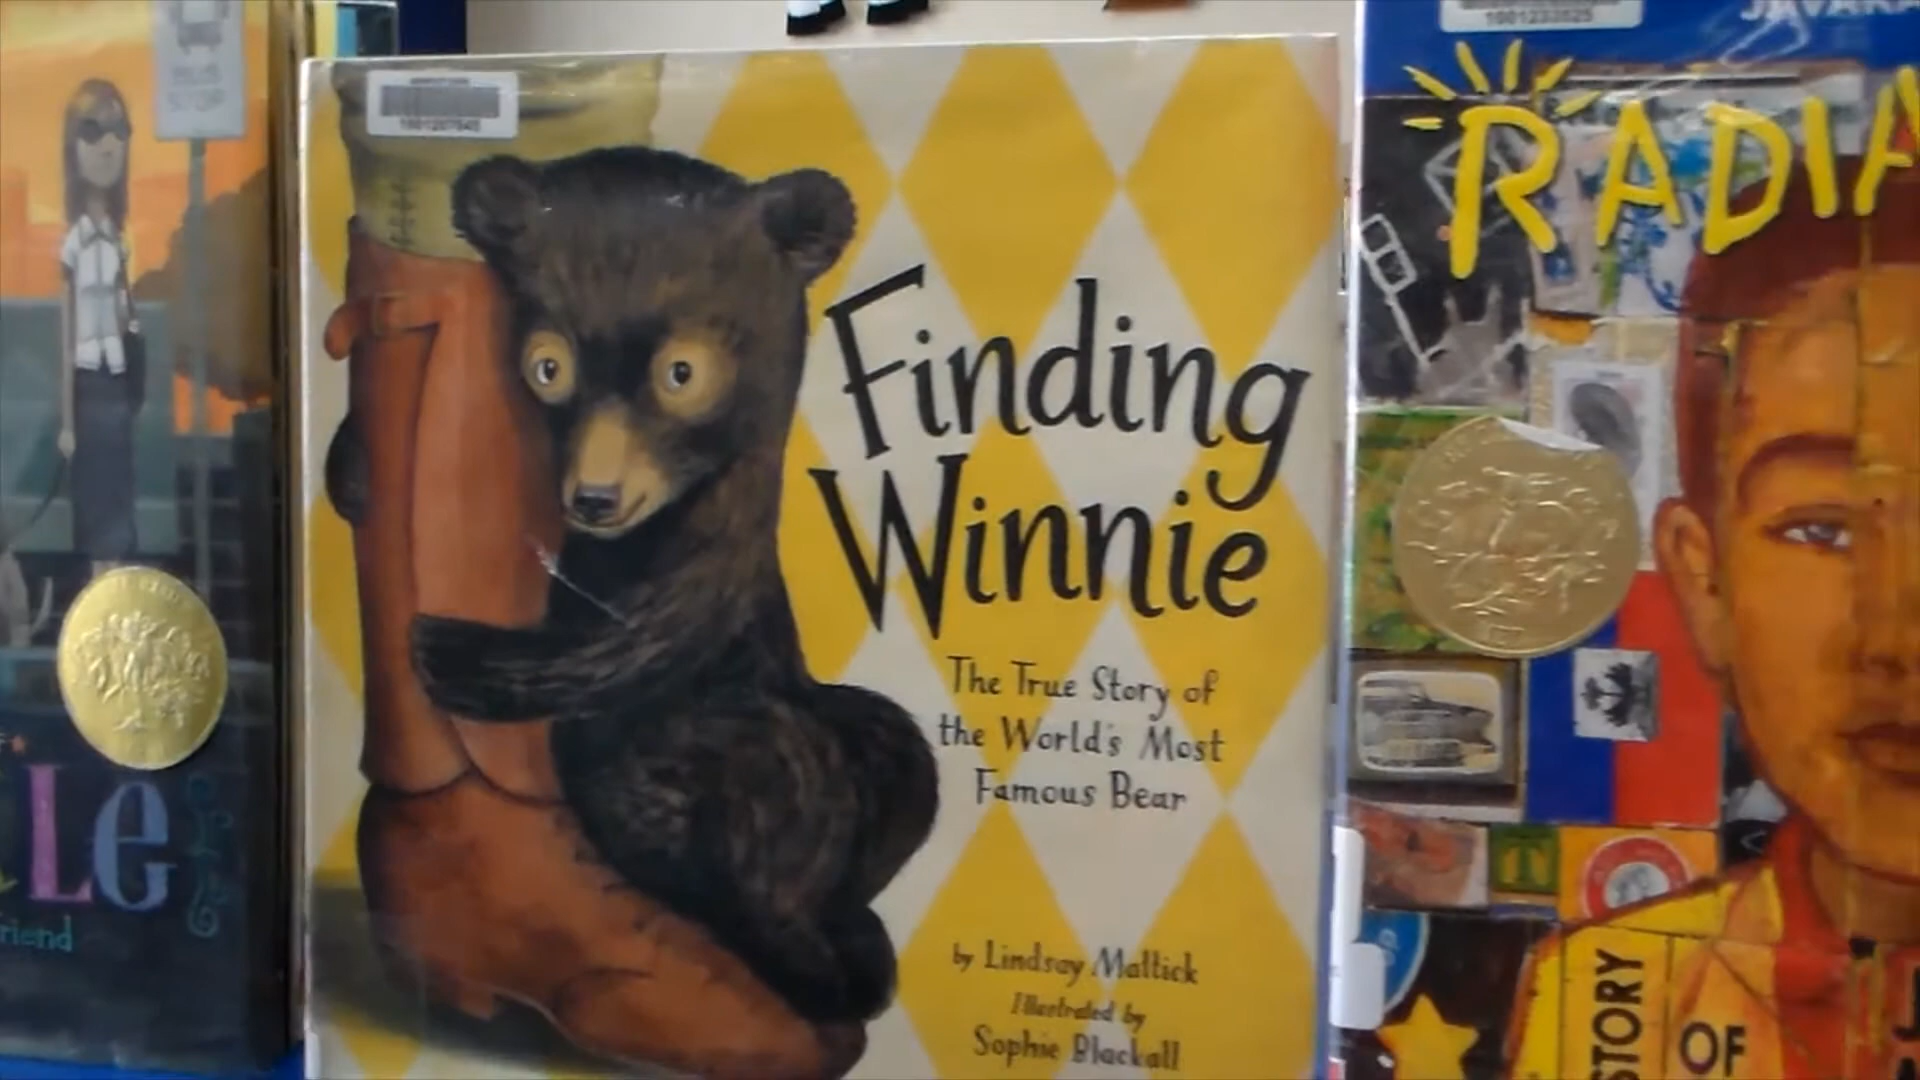 STOP
Le
riend
Finding
Winnie
The True Story of
the World's Most
Famous Bear
by Lindsay Mattick
Illustrated by
Sophie Blackall
RADIA
STORY
OF
T